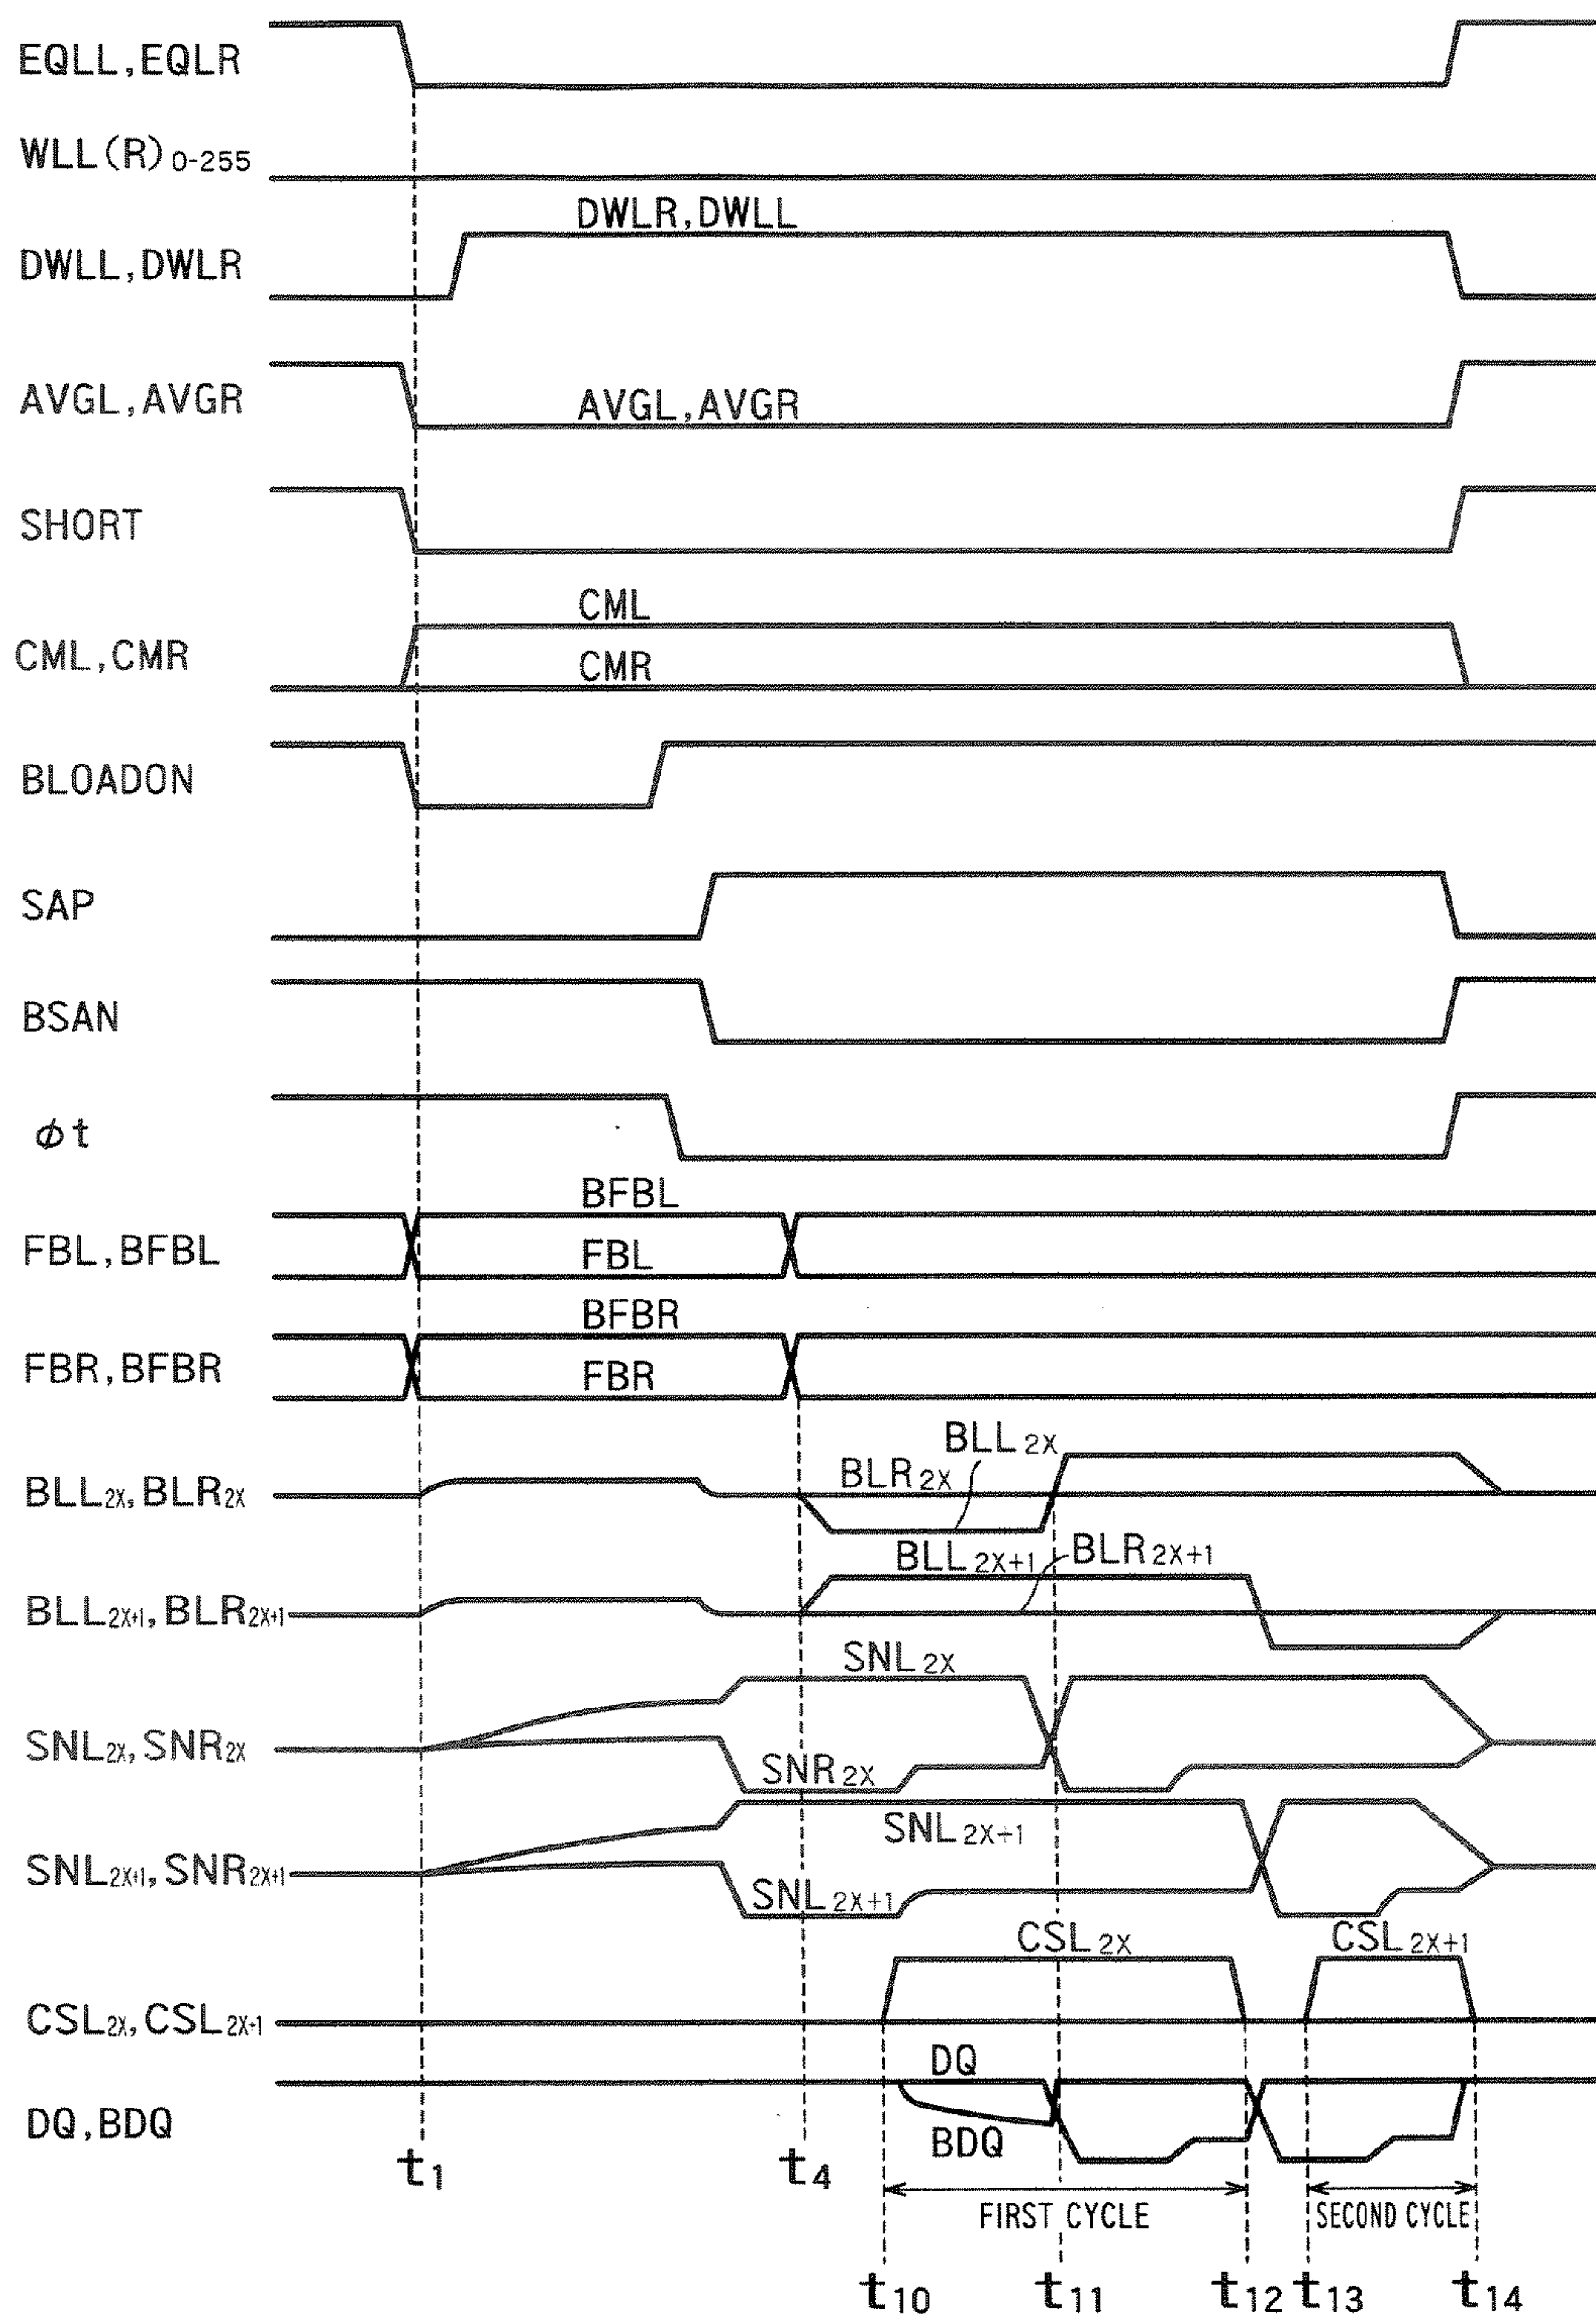 EQLL,EQLR
WLL(R)0-255
DWLR,DWLL
DWLL,DWLR
AVGL,AVGR
AVGL,AVGR
SHORT
CML
CML,CMR
CMR
BLOADON
SAP
BSAN
φt
BFBL
FBL,BFBL
FBL
BFBR
FBR,BFBR
FBR
BLL2X
BLR2X
BLL2X,BLR2X
BLL2X+1
BLR2X+1
BLL2X+1,BLR2X+1
SNL2X
SNL2X,SNR2X
SNR2X
SNL2X+1
SNL2X+1,SNR2X+1
SNL2X+1
CSL2X
CSL2X+1
CSL2X,CSL2X+1
DQ
DQ,BDQ
BDQ
t1
t4
FIRST CYCLE
SECOND CYCLE
t10
t11
t12
t13
t14